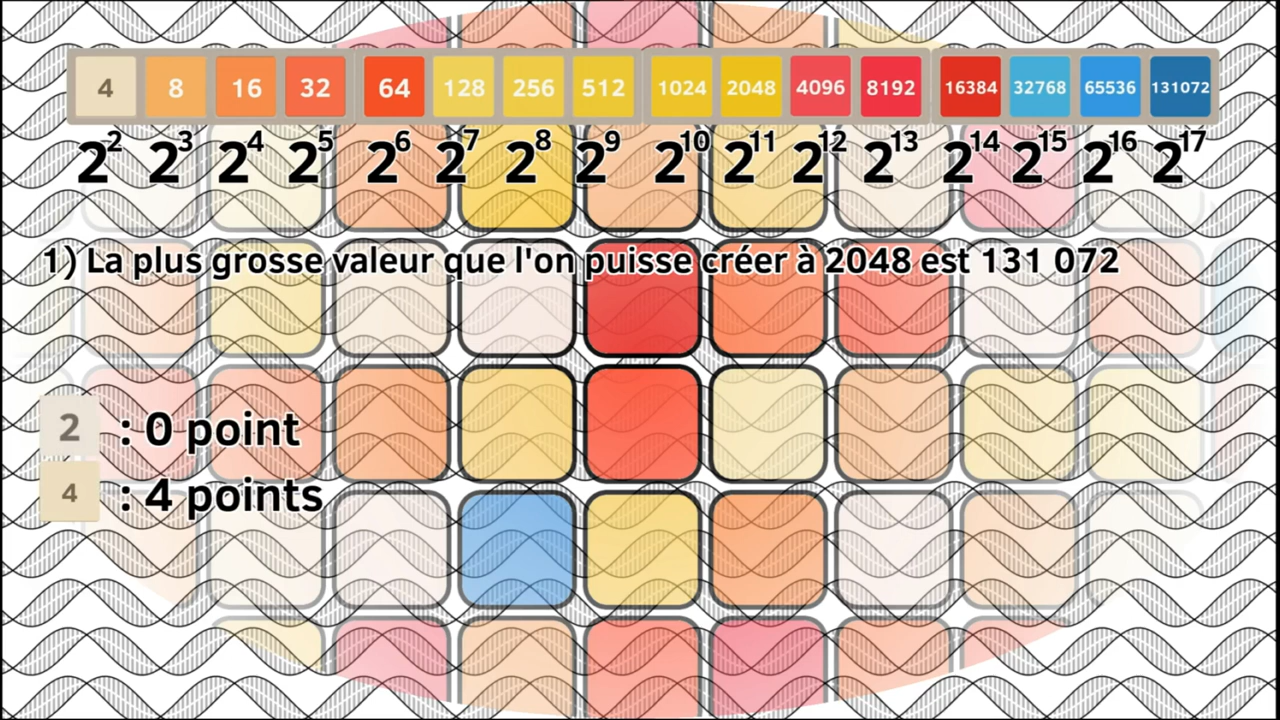 4 8 16 32 64 128 256 512 1024 2048 4096 8192 16384 32768 65536 131072
2² 2³ 2⁴ 2⁵ 2⁶ 2⁷ 2⁸ 2⁹ 2¹⁰ 2¹¹ 2¹² 2¹³ 2¹⁴ 2¹⁵ 2¹⁶ 2¹⁷
1) La plus grosse valeur que l'on puisse créer à 2048 est 131 072
2 : 0 point
4 : 4 points